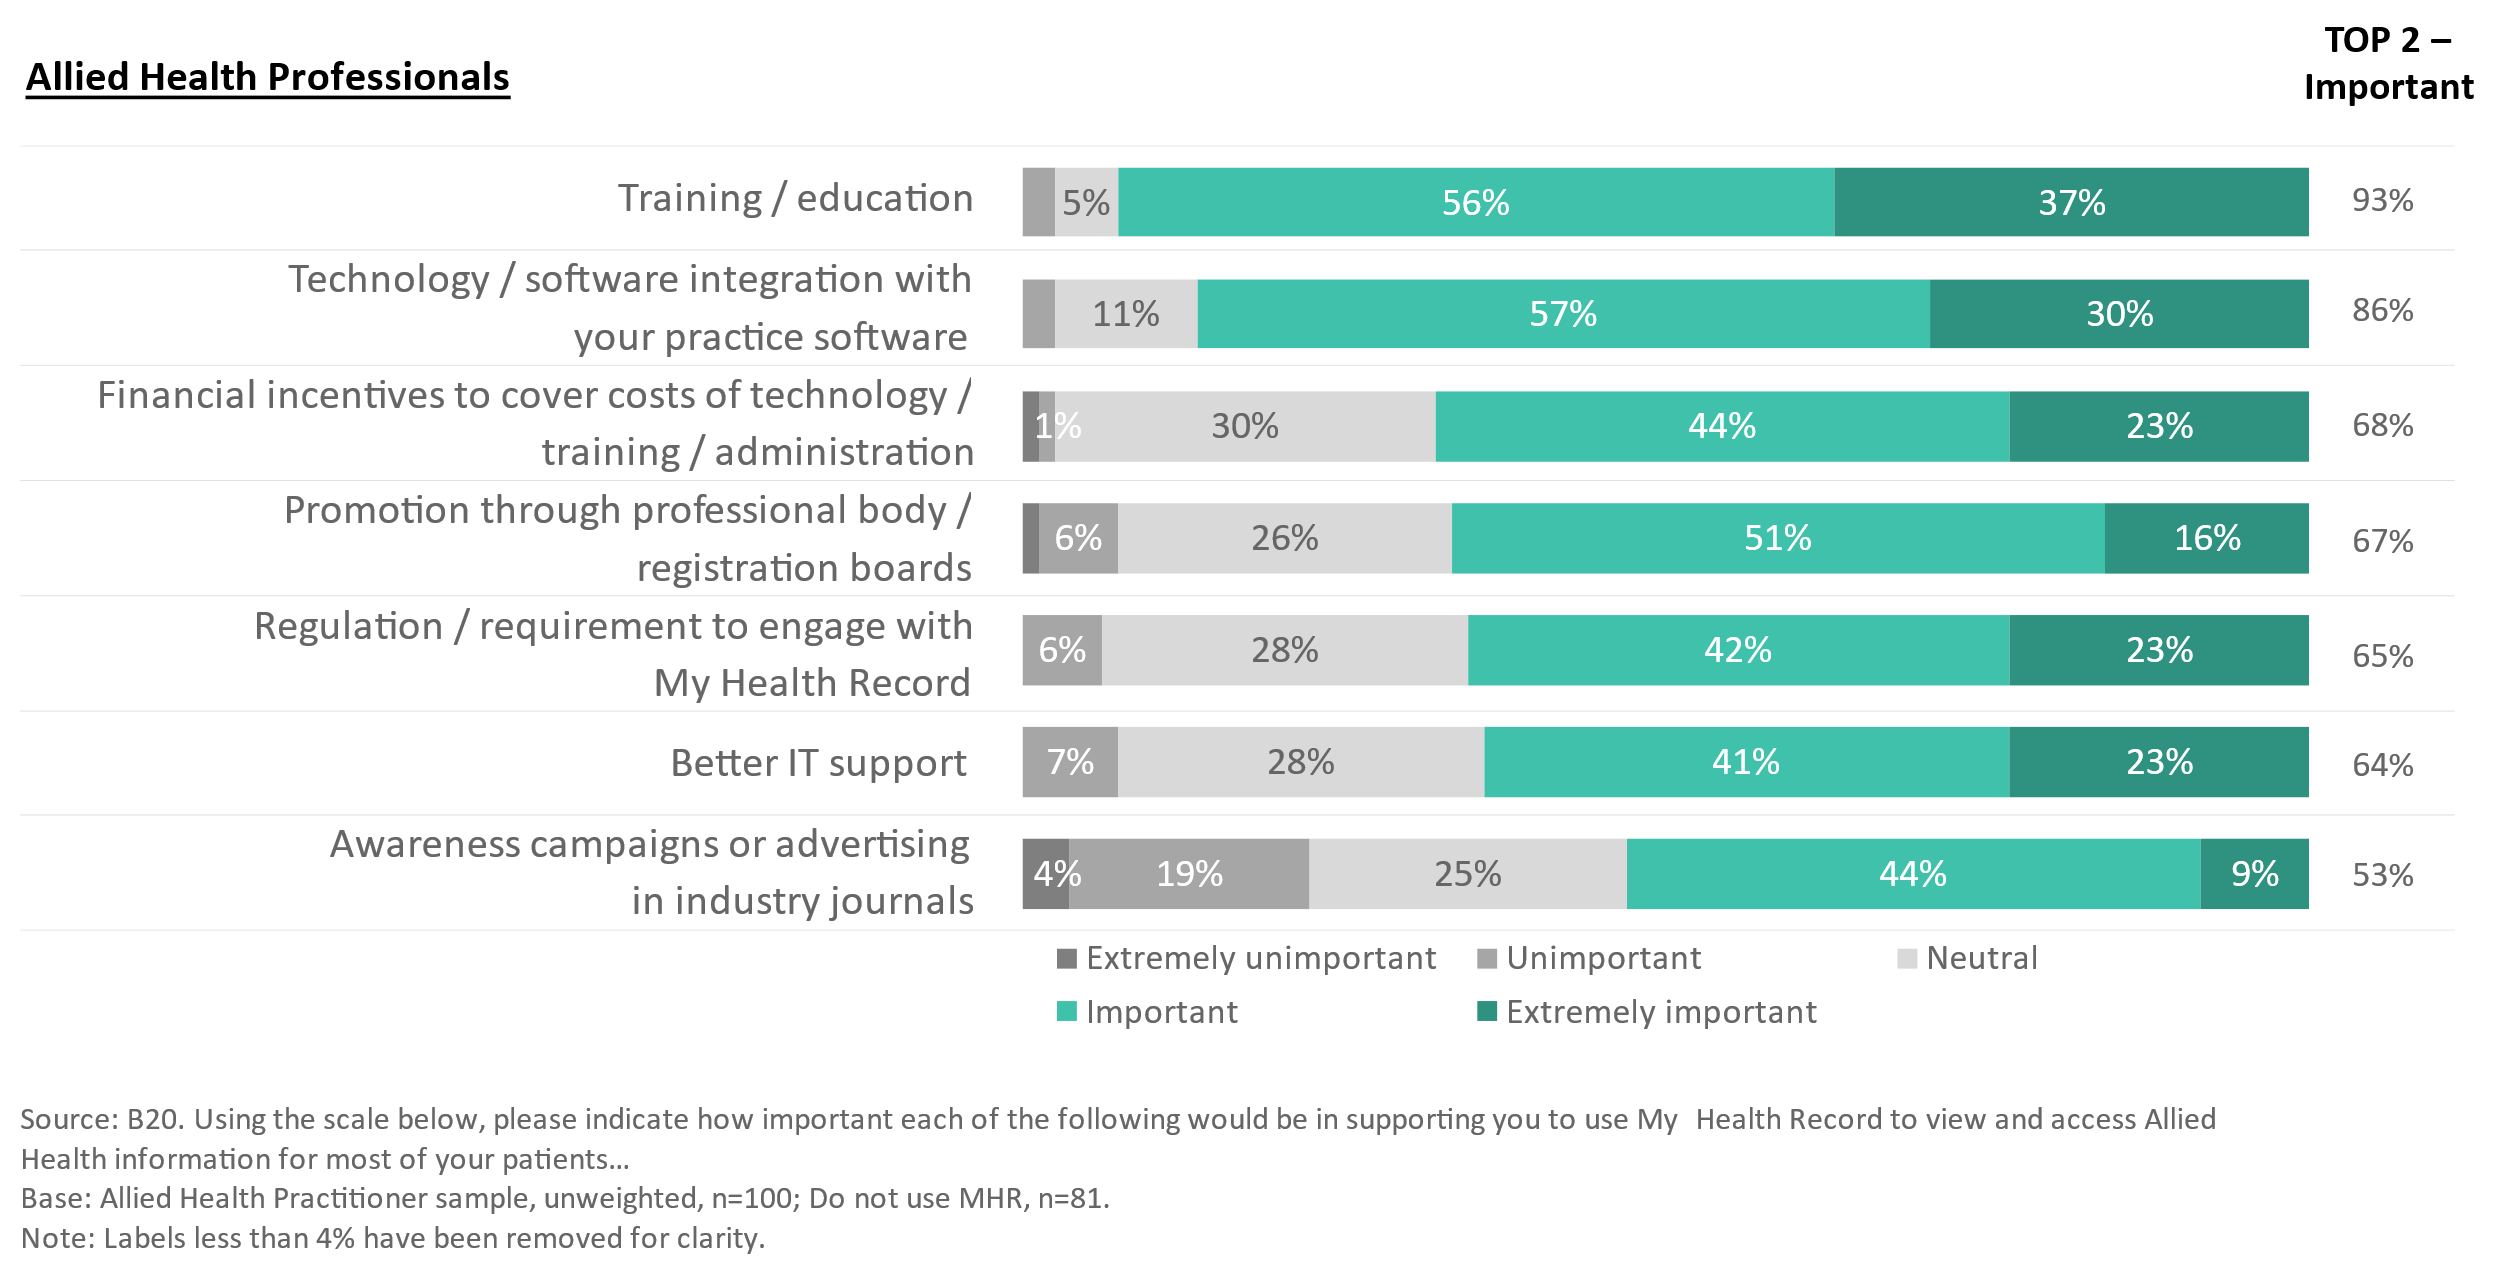 TOP 2 –
Important
Allied Health Professionals
Training / education
5%
56%
37%
93%
Technology / software integration with
your practice software
11%
57%
30%
86%
Financial incentives to cover costs of technology /
training / administration
1%
30%
44%
23%
68%
Promotion through professional body /
registration boards
6%
26%
51%
16%
67%
Regulation / requirement to engage with
My Health Record
6%
28%
42%
23%
65%
Better IT support
7%
28%
41%
23%
64%
Awareness campaigns or advertising
in industry journals
4%
19%
25%
44%
9%
53%
Extremely unimportant
Unimportant
Neutral
Important
Extremely important
Source: B20. Using the scale below, please indicate how important each of the following would be in supporting you to use My Health Record to view and access Allied
Health information for most of your patients…
Base: Allied Health Practitioner sample, unweighted, n=100; Do not use MHR, n=81.
Note: Labels less than 4% have been removed for clarity.